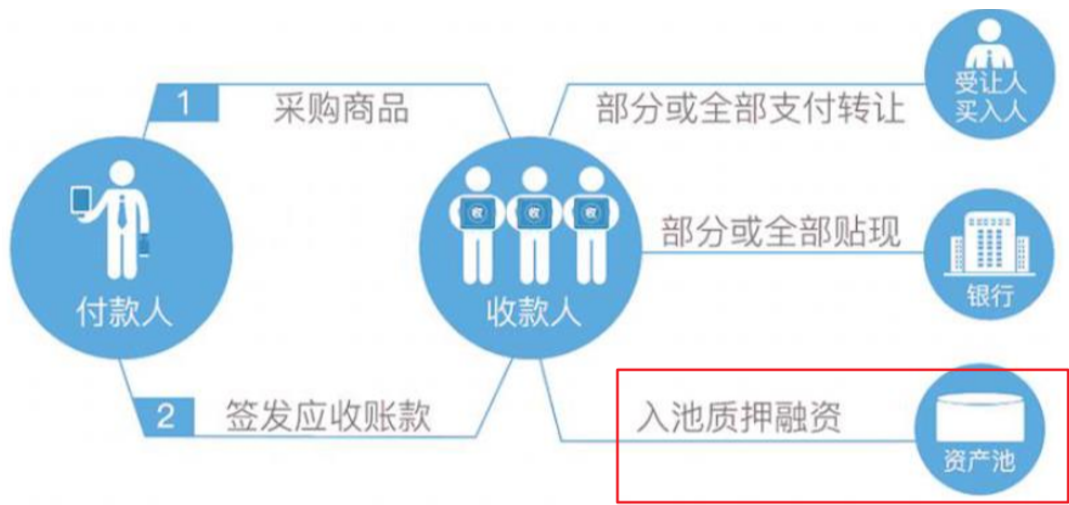 1
采购商品
部分或全部支付转让
受让人
买入人
收
收
收
付款人
收款人
部分或全部贴现
银行
2
签发应收账款
入池质押融资
资产池